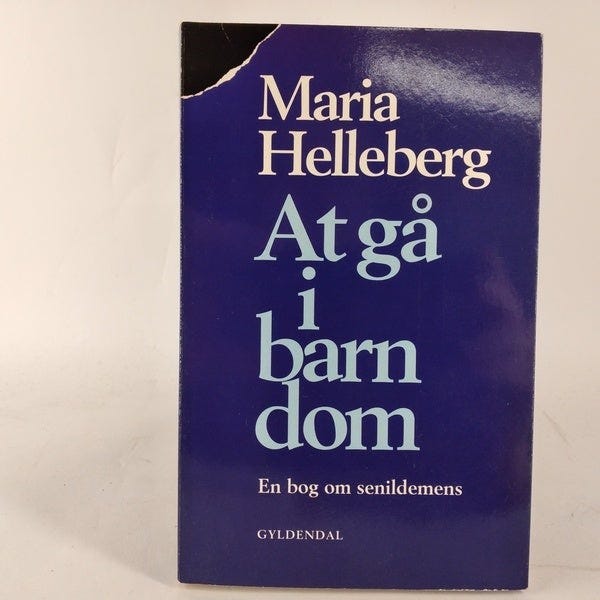 Maria
Helleberg
At gå
i
barn
dom
En bog om senildemens
GYLDENDAL